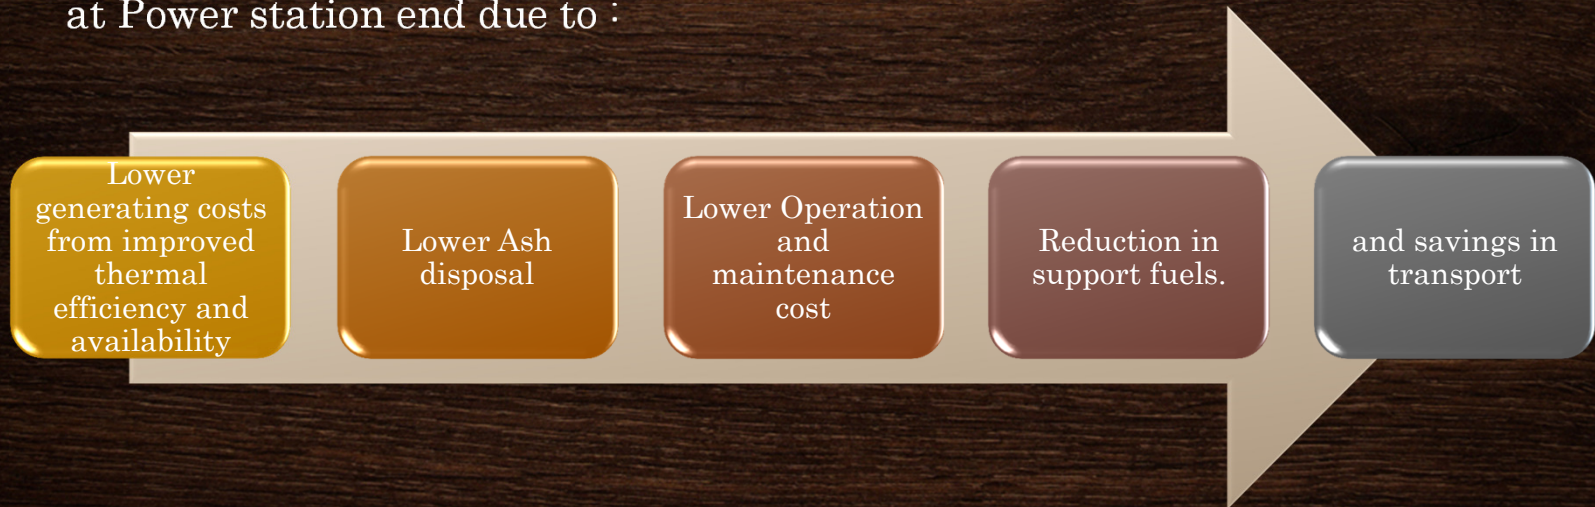 at Power station end due to :
Lower
generating costs
from improved
thermal
efficiency and
availability
Lower Ash
disposal
Lower Operation
and
maintenance
cost
Reduction in
support fuels.
and savings in
transport